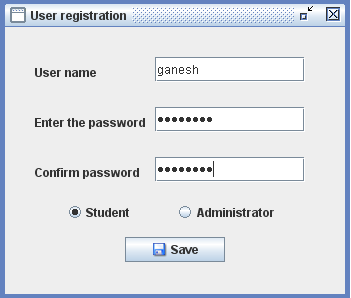 User registration
User name ganesh
Enter the password ●●●●●●●●
Confirm password ●●●●●●●●
Student Administrator
Save